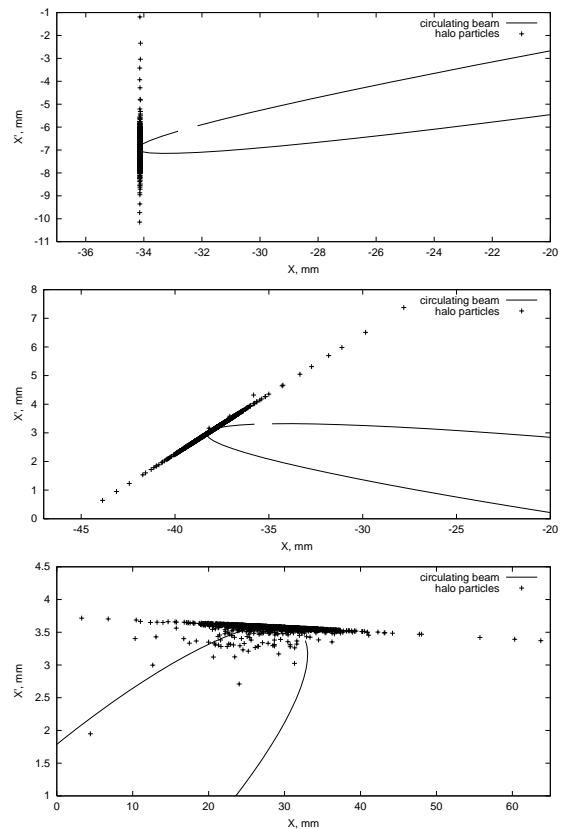 -1
-2
-3
-4
-5
-6
-7
-8
-9
-10
-11
X', mm
circulating beam
halo particles
-36 -34 -32 -30 -28 -26 -24 -22 -20
X, mm
8
7
6
5
4
3
2
1
0
X', mm
circulating beam
halo particles
-45 -40 -35 -30 -25 -20
X, mm
4.5
4
3.5
3
2.5
2
1.5
1
X', mm
circulating beam
halo particles
0 10 20 30 40 50 60
X, mm